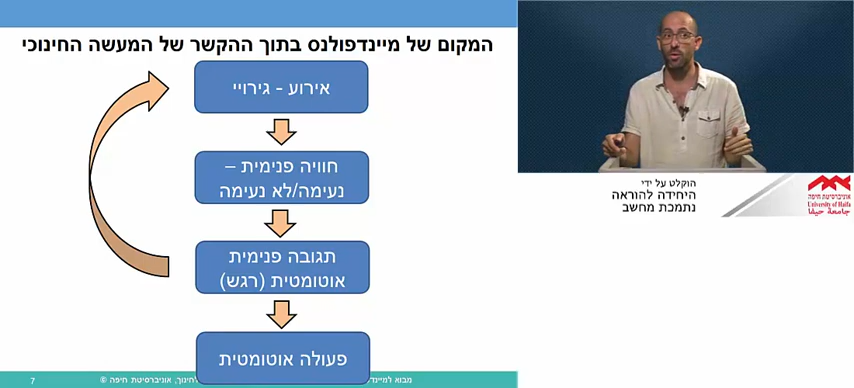 המקום של מיינדפולנס בתוך ההקשר של המעשה החינוכי
אירוע - גירויי
חוויה פנימית –
נעימה/לא נעימה
תגובה פנימית
אוטומטית (רגש)
פעולה אוטומטית
מבוא למיינד
לחינוך, אוניברסיטת חיפה ©
7
הוקלט על ידי
היחידה להוראה
נתמכת מחשב
אוניברסיטת חיפה
University of Haifa
جامعة حيفا